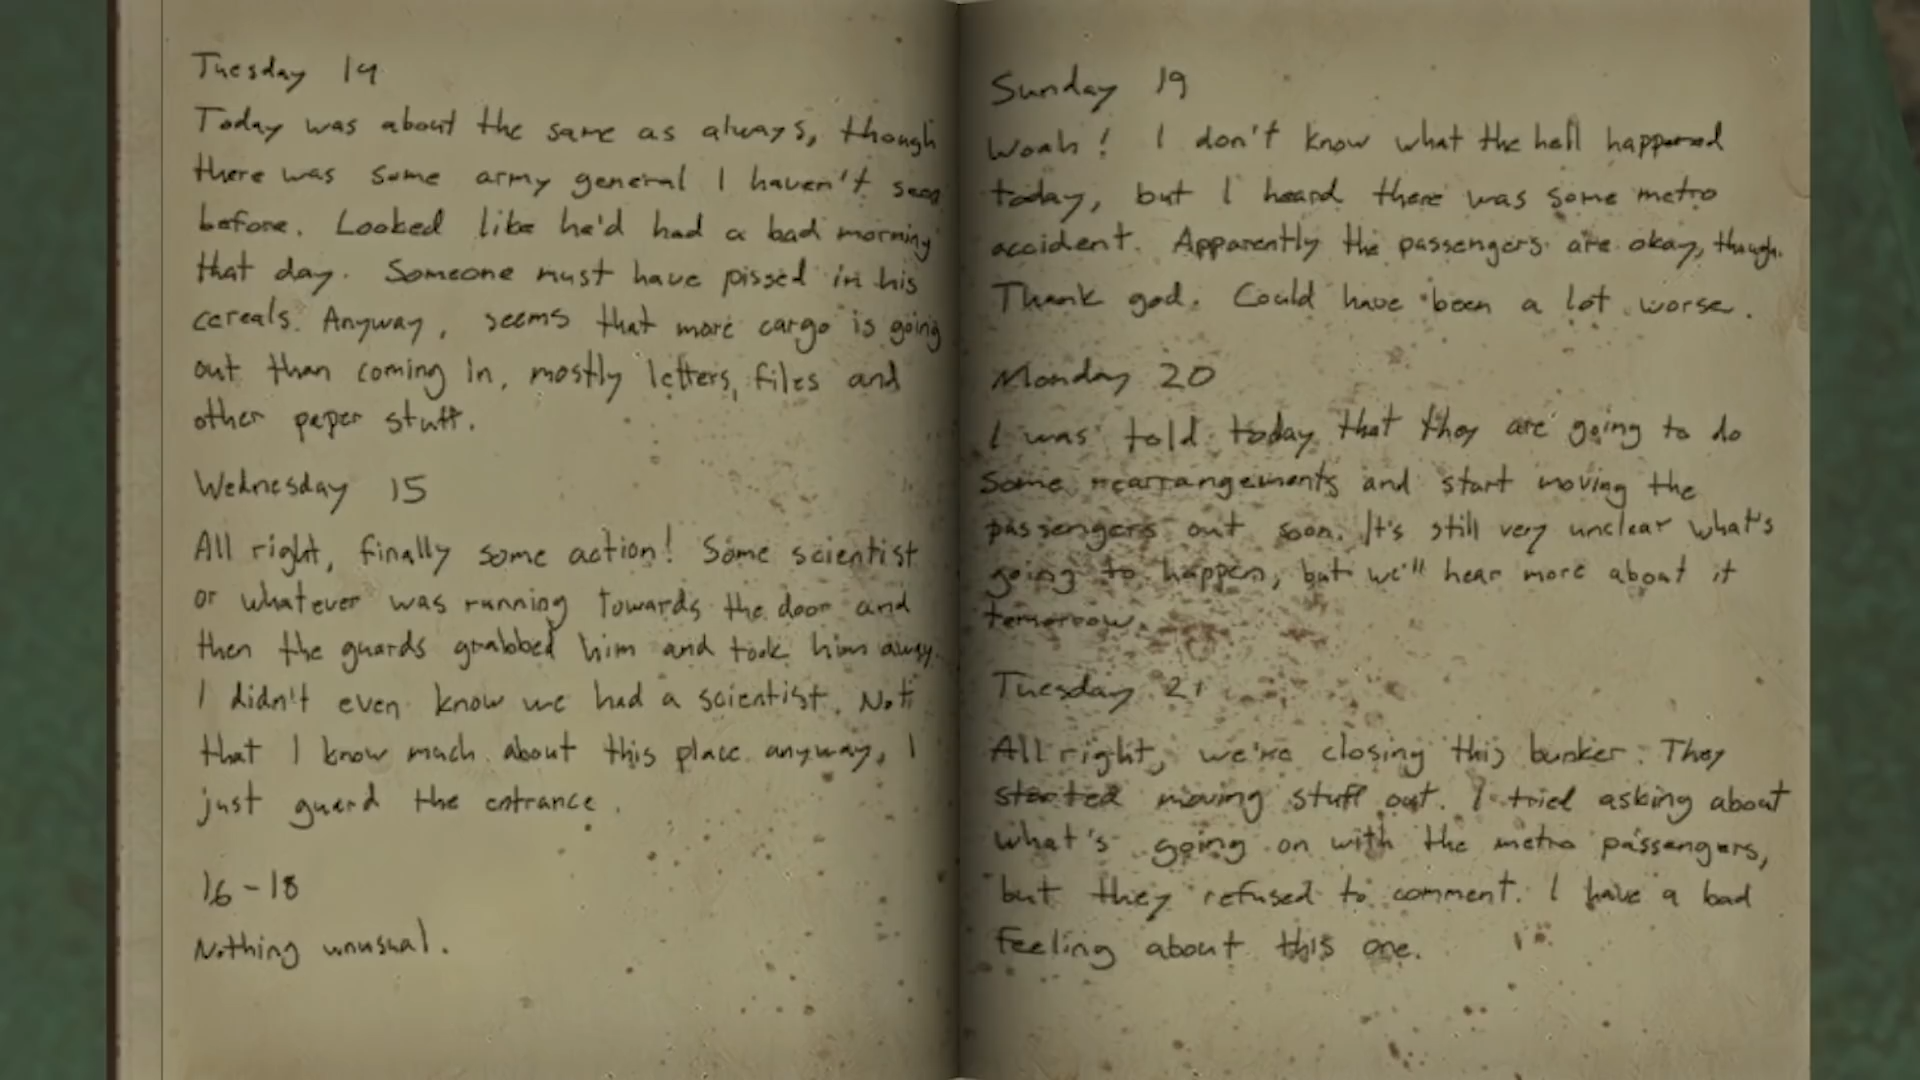 Tuesday 14
Today was about the same as always, though
there was some army general I haven't seen
before. Looked like he'd had a bad morning
that day. Someone must have pissed in his
cereals. Anyway, seems that more cargo is going
out than coming in, mostly letters, files and
other paper stuff.
Wednesday 15
All right, finally some action! Some scientist
or whatever was running towards the door and
then the guards grabbed him and took him away.
I didn't even know we had a scientist. Not
that I know much about this place anyway, I
just guard the entrance.
16-18
Nothing unusual.
Sunday 19
Woah! I don't know what the hell happened
today, but I heard there was some metro
accident. Apparently the passengers are okay, though.
Thank god. Could have been a lot worse.
Monday 20
I was told today that they are going to do
some rearrangements and start moving the
passengers out soon. It's still very unclear what's
going to happen, but we'll hear more about it
tomorrow.
Tuesday 21
All right, we're closing this bunker. They
started moving stuff out. I tried asking about
what's going on with the metro passengers,
but they refused to comment. I have a bad
feeling about this one.